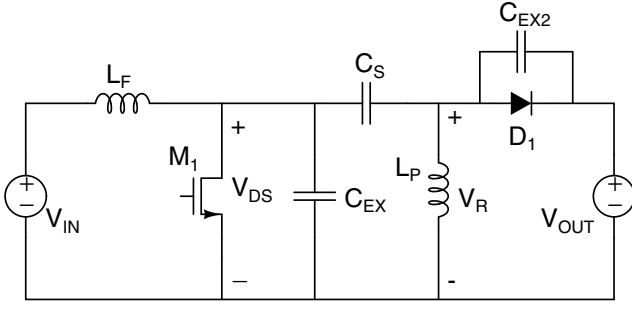 C_EX2
L_F
C_S
D_1
+
+
M_1
L_P
+
−
V_IN
V_DS
C_EX
V_R
+
−
V_OUT
−
-